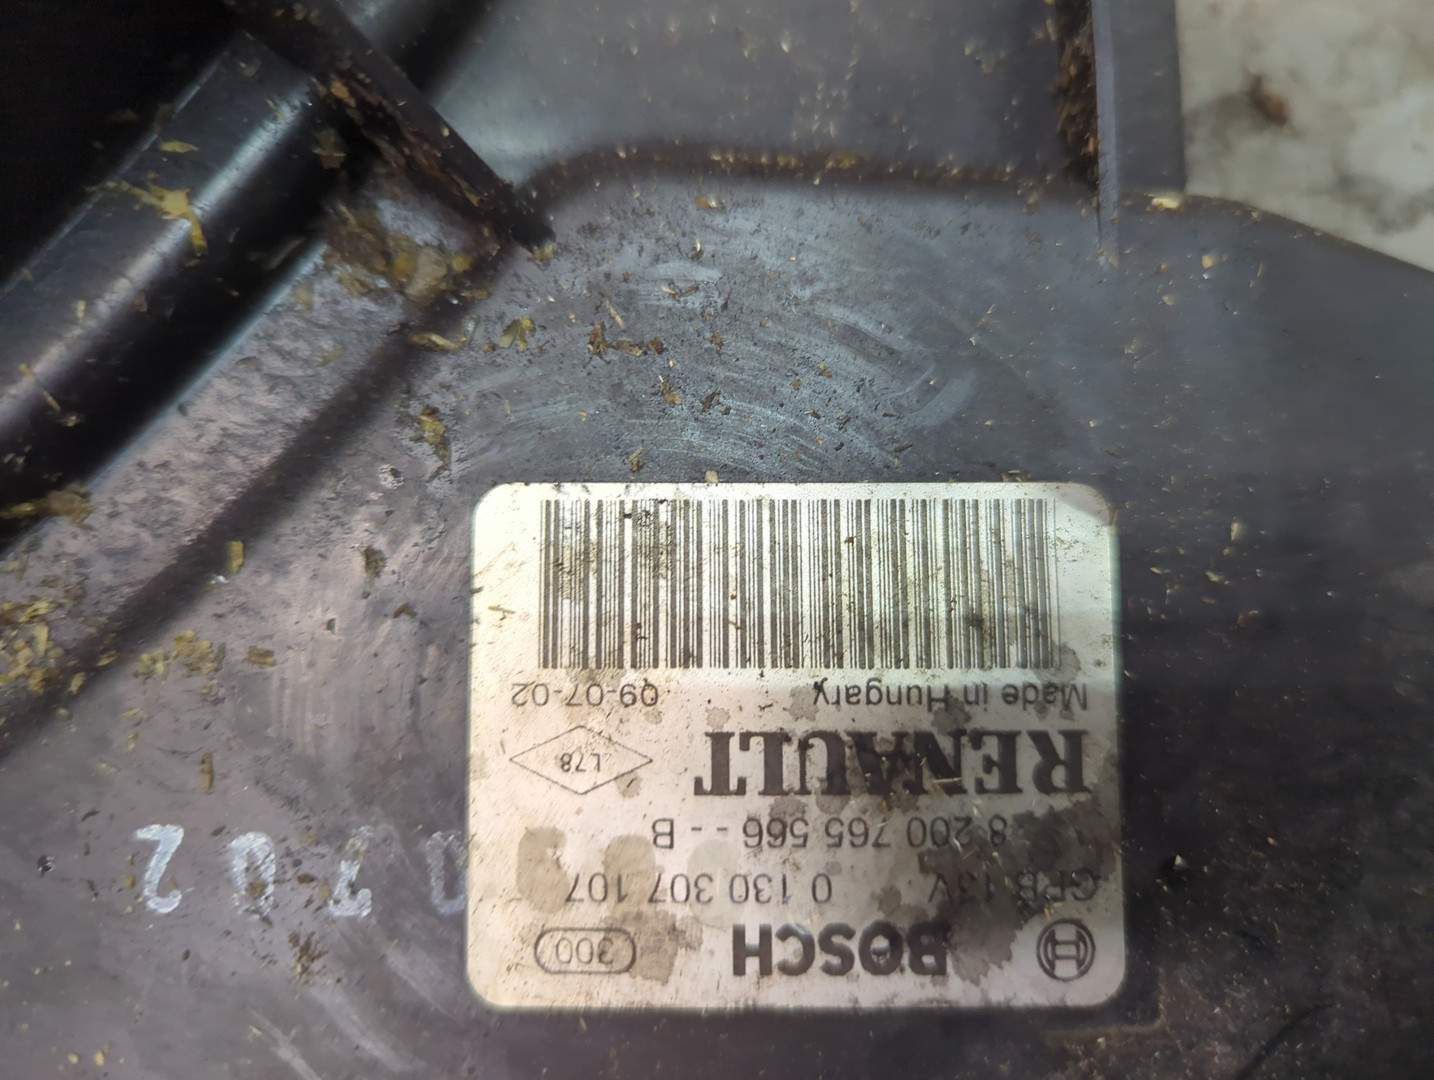 BOSCH 300
GPB 13V 0 130 307 107
8 200 765 566 - - B
RENAULT L78
Made in Hungary 09-07-02